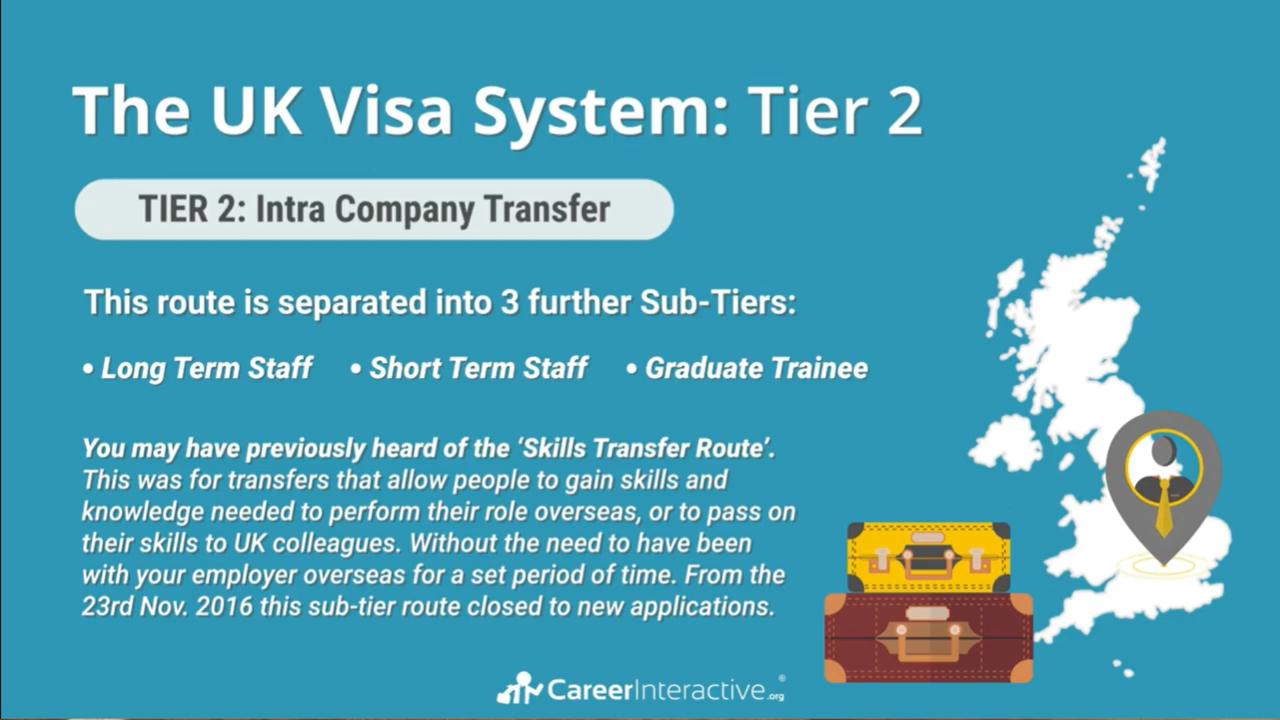 The UK Visa System: Tier 2
TIER 2: Intra Company Transfer
This route is separated into 3 further Sub-Tiers:
• Long Term Staff • Short Term Staff • Graduate Trainee
You may have previously heard of the ‘Skills Transfer Route’.
This was for transfers that allow people to gain skills and
knowledge needed to perform their role overseas, or to pass on
their skills to UK colleagues. Without the need to have been
with your employer overseas for a set period of time. From the
23rd Nov. 2016 this sub-tier route closed to new applications.
CareerInteractive.org®